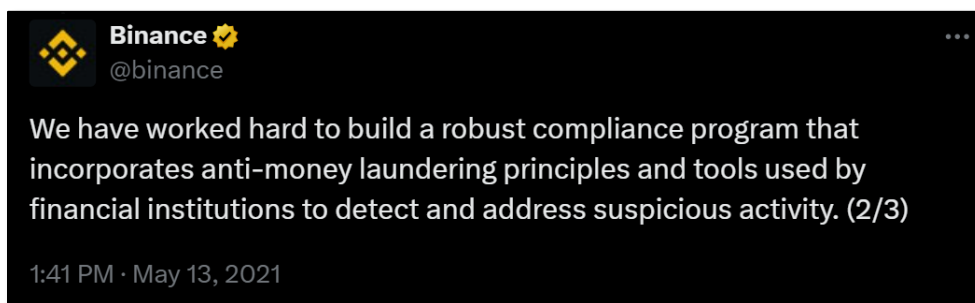 Binance
@binance
We have worked hard to build a robust compliance program that
incorporates anti-money laundering principles and tools used by
financial institutions to detect and address suspicious activity. (2/3)
1:41 PM · May 13, 2021